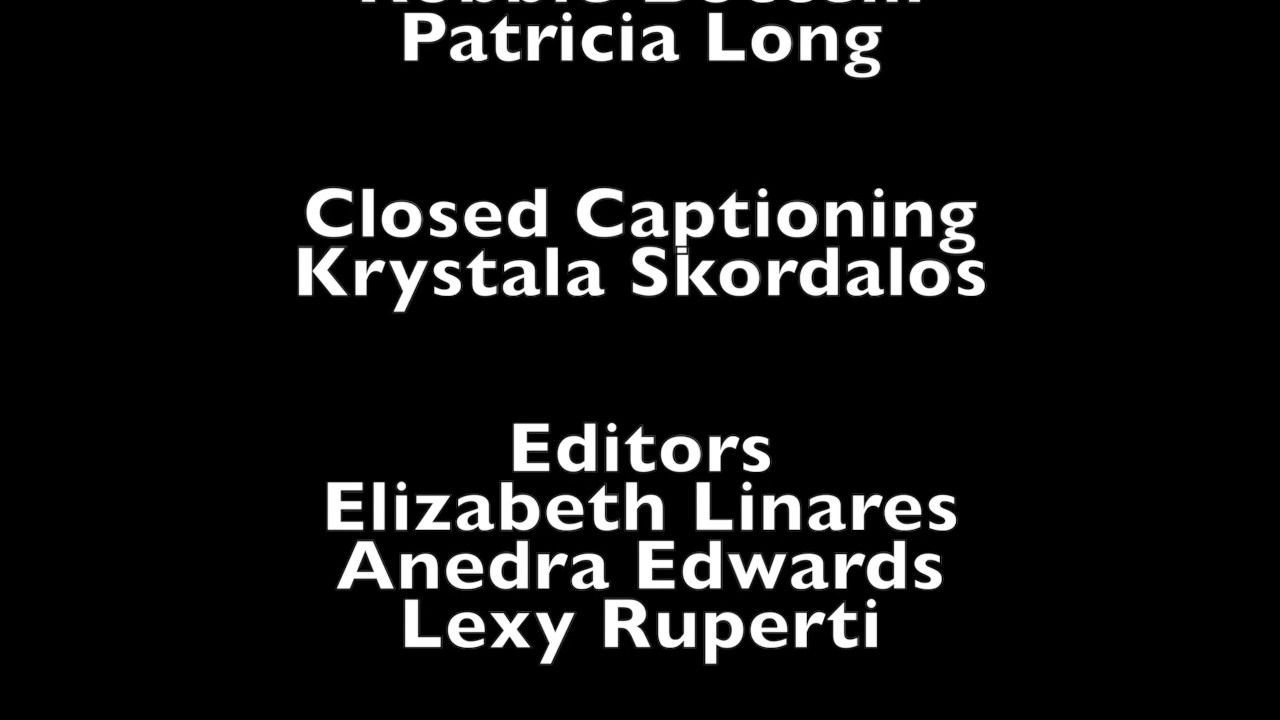 Patricia Long
Closed Captioning
Krystala Skordalos
Editors
Elizabeth Linares
Anedra Edwards
Lexy Ruperti